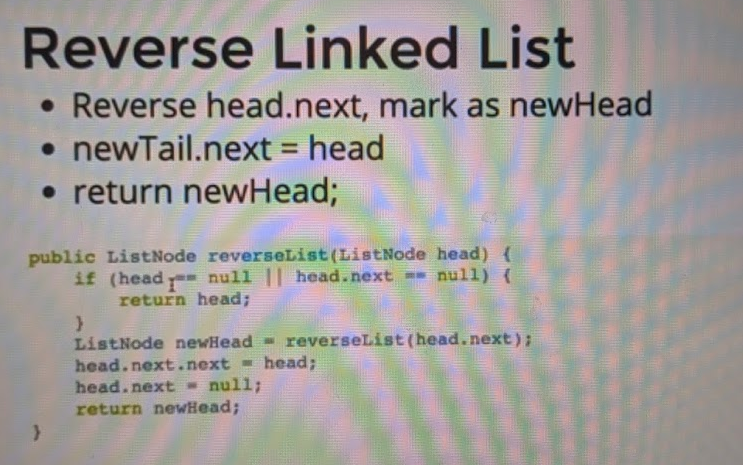 Reverse Linked List
• Reverse head.next, mark as newHead
• newTail.next = head
• return newHead;
public ListNode reverseList(ListNode head) {
    if (head == null || head.next == null) {
        return head;
    }
    ListNode newHead = reverseList(head.next);
    head.next.next = head;
    head.next = null;
    return newHead;
}